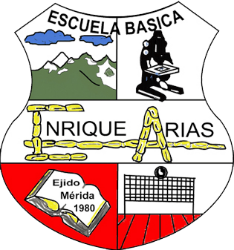 ESCUELA BASICA
ENRIQUE ARIAS
Ejido
Mérida
1980